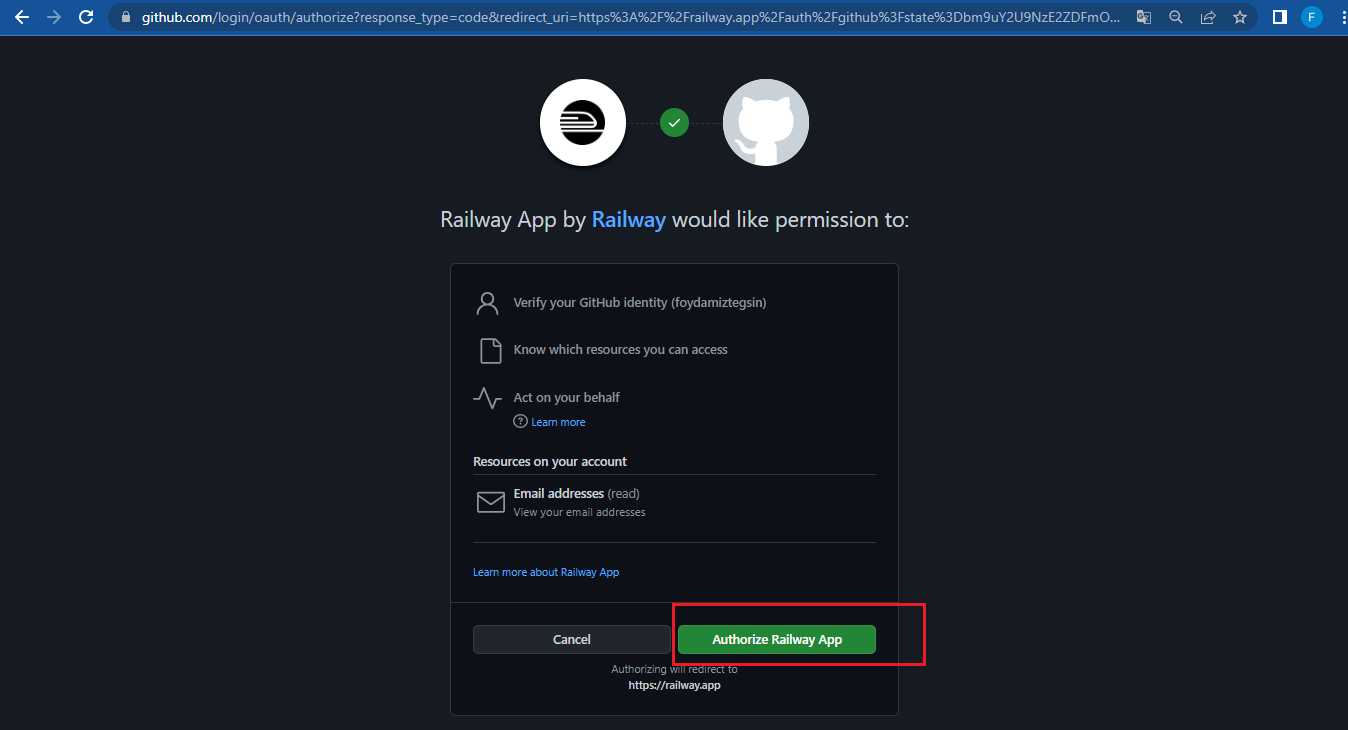 github.com/login/oauth/authorize?response_type=code&redirect_uri=https%3A%2F%2Frailway.app%2Fauth%2Fgithub%3Fstate%3Dbm9uY2U9NzE2ZDFmO...
F
Railway App by Railway would like permission to:
Verify your GitHub identity (foydamiztegsin)
Know which resources you can access
Act on your behalf
? Learn more
Resources on your account
Email addresses (read)
View your email addresses
Learn more about Railway App
Cancel
Authorize Railway App
Authorizing will redirect to
https://railway.app